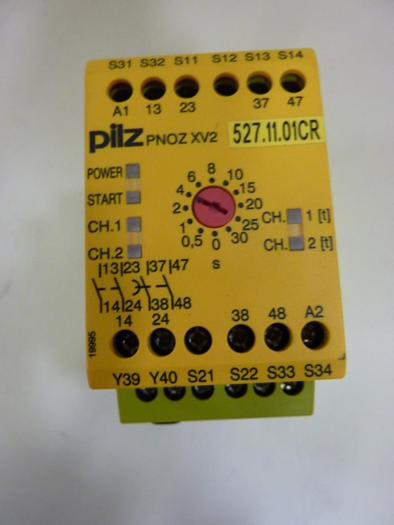 S31 S32 S11 S12 S13 S14
A1 13 23 37 47
pilz PNOZ XV2 527.11.01CR
POWER
START
CH.1
CH.2
0 0,5 1 2 4 6 8 10 15 20 25 30
s
CH. 1 [t]
CH. 2 [t]
13 23 37 47
14 24 38 48
14 24 38 48 A2
19995
Y39 Y40 S21 S22 S33 S34